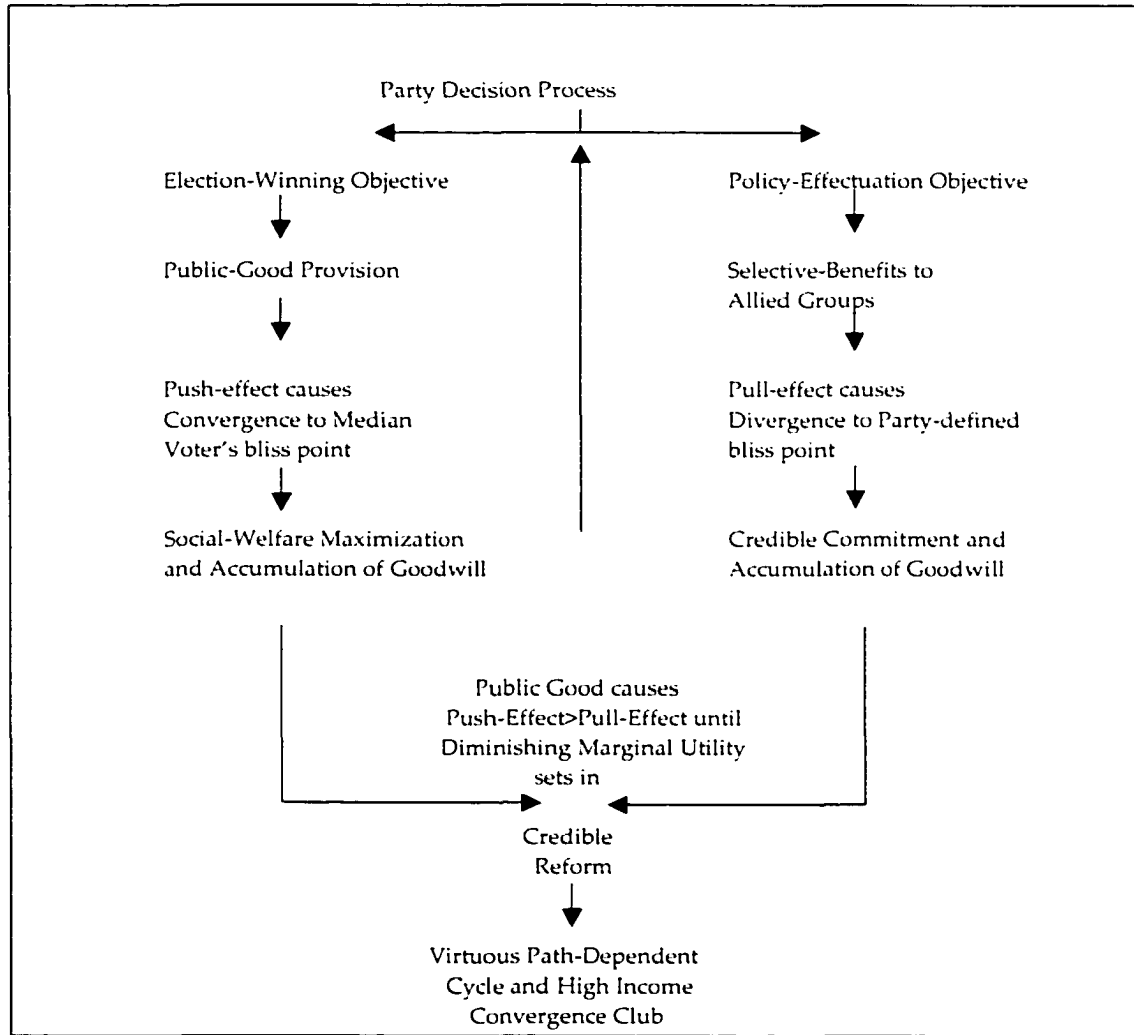 Party Decision Process
Election-Winning Objective
Public-Good Provision
Push-effect causes
Convergence to Median
Voter's bliss point
Social-Welfare Maximization
and Accumulation of Goodwill
Policy-Effectuation Objective
Selective-Benefits to
Allied Groups
Pull-effect causes
Divergence to Party-defined
bliss point
Credible Commitment and
Accumulation of Goodwill
Public Good causes
Push-Effect>Pull-Effect until
Diminishing Marginal Utility
sets in
Credible
Reform
Virtuous Path-Dependent
Cycle and High Income
Convergence Club